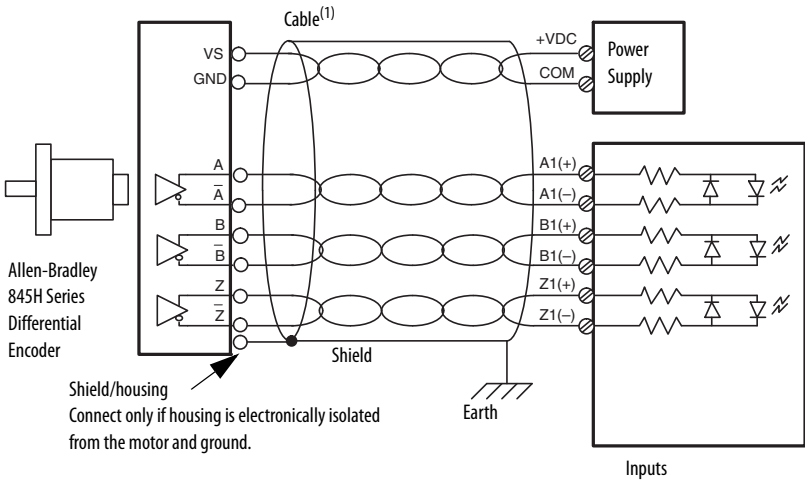 Cable(1)
VS
GND
+VDC
COM
Power
Supply
A
A̅
B
B̅
Z
Z̅
A1(+)
A1(–)
B1(+)
B1(–)
Z1(+)
Z1(–)
Allen-Bradley
845H Series
Differential
Encoder
Shield
Earth
Shield/housing
Connect only if housing is electronically isolated
from the motor and ground.
Inputs